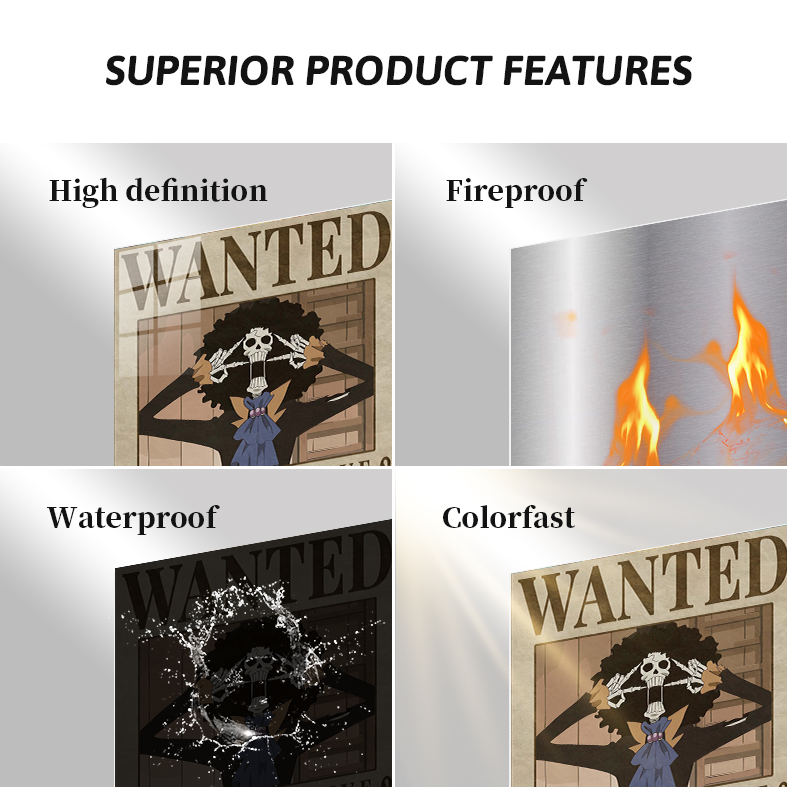 SUPERIOR PRODUCT FEATURES
High definition
Fireproof
WANTED
Waterproof
Colorfast
WANTED
WANTED